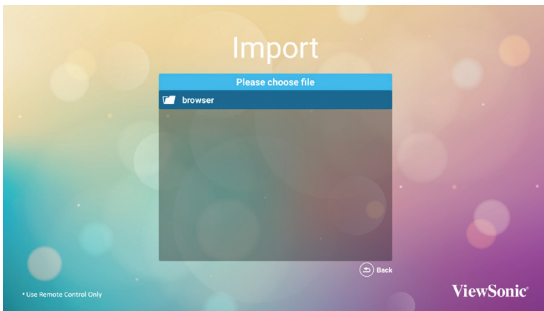 Import
Please choose file
browser
Back
* Use Remote Control Only
ViewSonic®